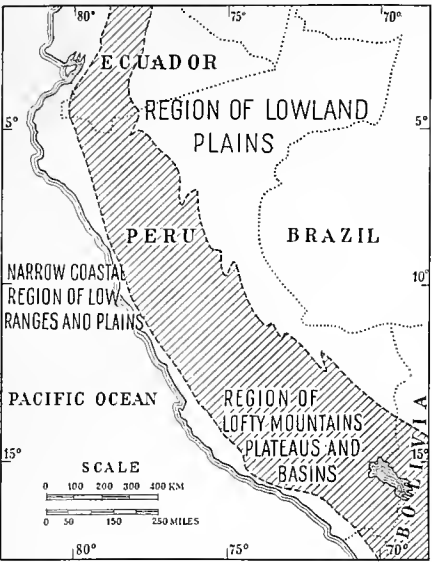 80°
75°
70°
ECUADOR
REGION OF LOWLAND
PLAINS
5°
5°
PERU
BRAZIL
NARROW COASTAL
REGION OF LOW
RANGES AND PLAINS
10°
PACIFIC OCEAN
REGION OF
LOFTY MOUNTAINS
PLATEAUS AND
BASINS
BOLIVIA
15°
15°
SCALE
0 100 200 300 400 KM
0 50 150 250 MILES
80°
75°
70°